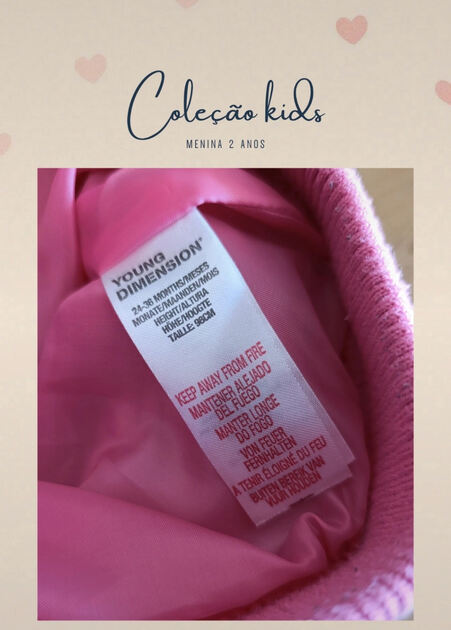 Coleção kids
MENINA 2 ANOS
YOUNG
DIMENSION®
24-36 MONTHS/MESES
MONATE/MAANDEN/MOIS
HEIGHT/ALTURA
HÖHE/HOOGTE
TAILLE: 98CM
KEEP AWAY FROM FIRE
MANTENER ALEJADO
DEL FUEGO
MANTER LONGE
DO FOGO
VON FEUER
FERNHALTEN
A TENIR ÉLOIGNÉ DU FEU
BUITEN BEREIK VAN
VUUR HOUDEN